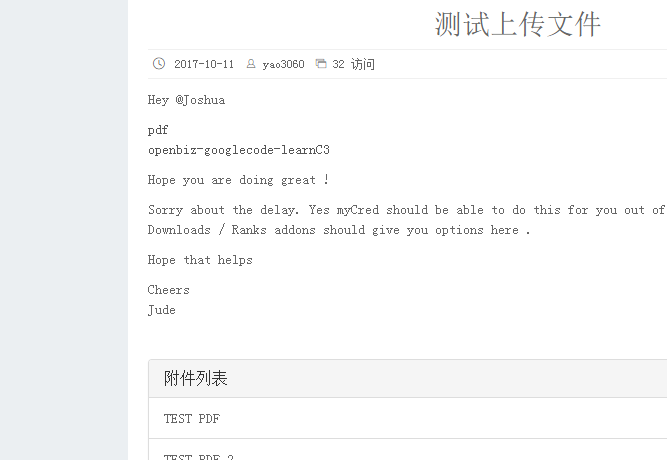 测试上传文件
2017-10-11 yao3060 32 访问
Hey @Joshua
pdf
openbiz-googlecode-learnC3
Hope you are doing great !
Sorry about the delay. Yes myCred should be able to do this for you out of
Downloads / Ranks addons should give you options here .
Hope that helps
Cheers
Jude
附件列表
TEST PDF
TEST PDF 2